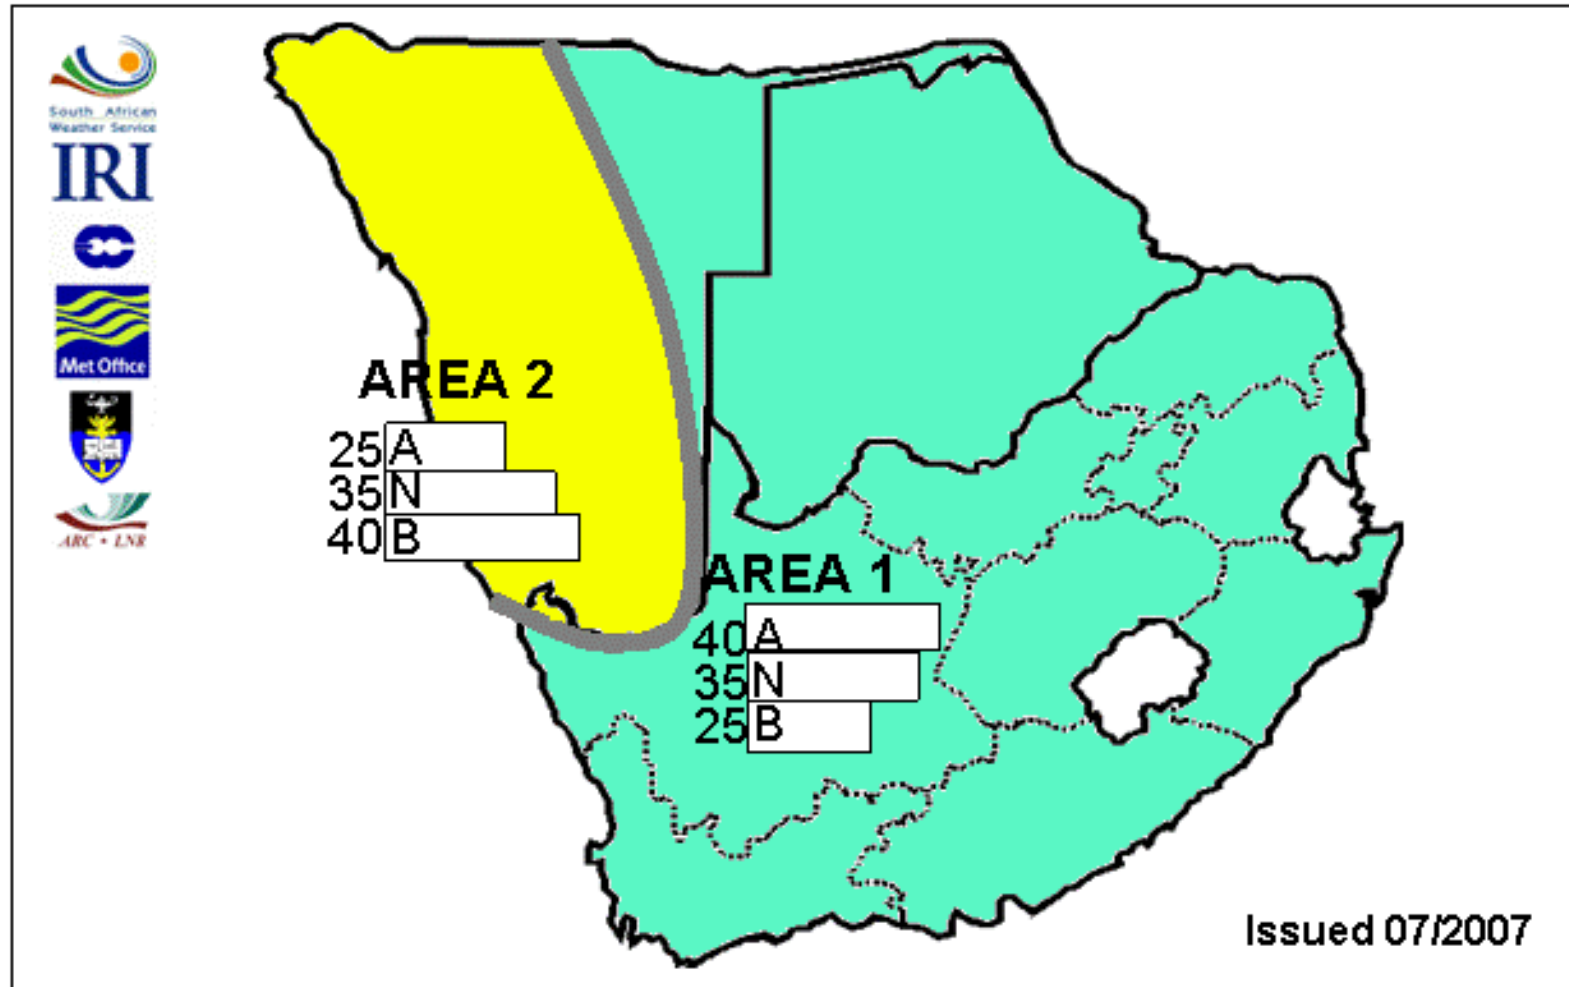 South African
Weather Service
IRI
Met Office
ARC • LNR
AREA 2
25 A
35 N
40 B
AREA 1
40 A
35 N
25 B
Issued 07/2007